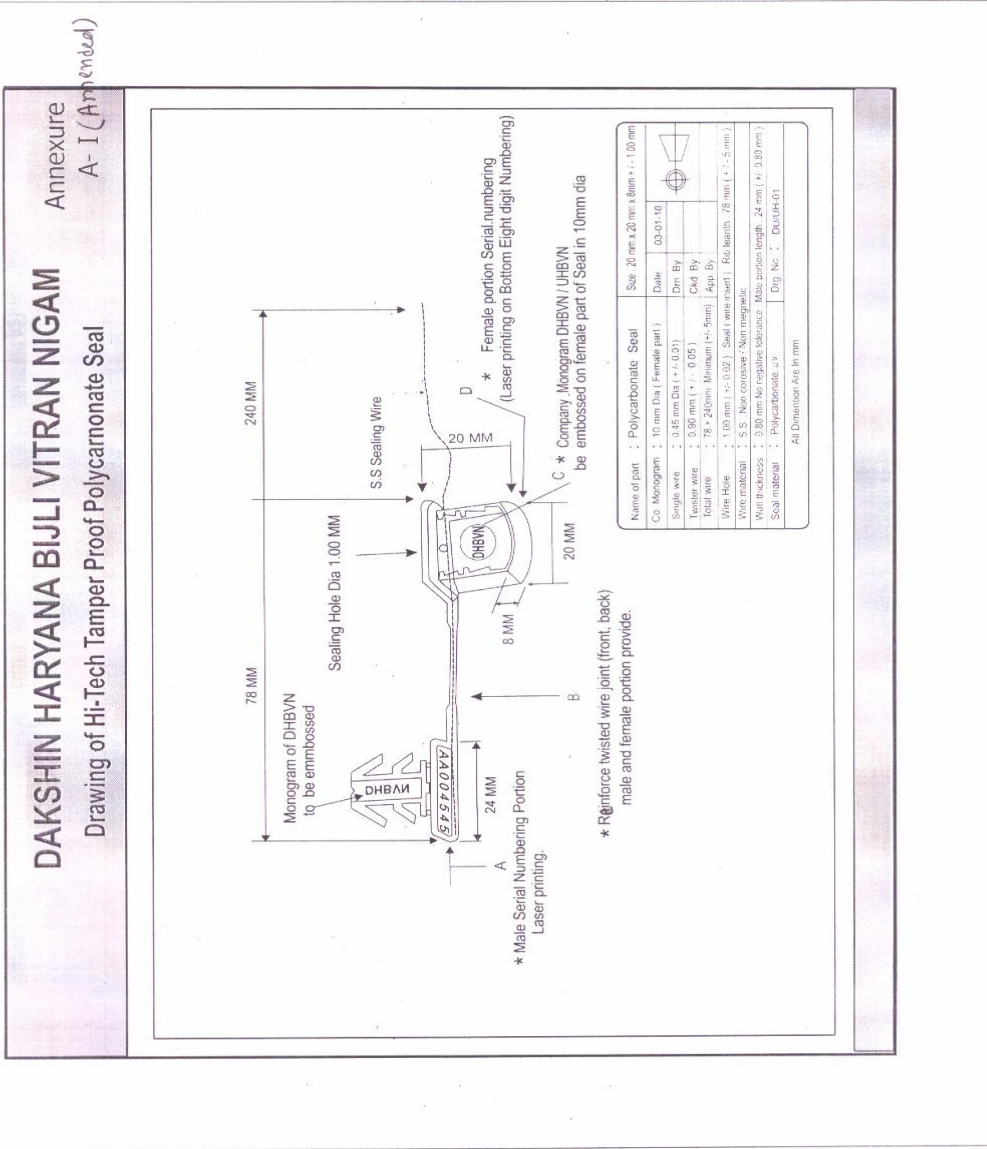 DAKSHIN HARYANA BIJLI VITRAN NIGAM
Annexure
A- I (Amended)
Drawing of Hi-Tech Tamper Proof Polycarnonate Seal
78 MM
240 MM
Monogram of DHBVN
to be emmbossed
Sealing Hole Dia 1.00 MM
S.S Sealing Wire
DHBVN
AA004545
DHBVN
20 MM
24 MM
8 MM
20 MM
A
B
C
D
* Male Serial Numbering Portion
Laser printing.
* Female portion Serial.numbering
(Laser printing on Bottom Eight digit Numbering)
* Company .Monogram DHBVN / UHBVN
be embossed on female part of Seal in 10mm dia
* Reinforce twisted wire joint (front, back)
male and female portion provide.
Name of part : Polycarbonate Seal Size : 20 mm x 20 mm x 8mm + / - 1.00 mm
Co. Monogram : 10 mm Dia ( Female part ) Date 03-01-18
Single wire : 0.45 mm Dia ( + /- 0.01) Drn By
Twister wire : 0.90 mm ( + / - 0.05 ) Ckd By
Total wire : 78 + 240mm Minimum (+/- 5mm) App. By
Wire Hole : 1.00 mm ( +/- 0.02 ) Seal ( wire insert ) Rib leanth : 78 mm ( + / - 5 mm )
Wire material : S.S Non corosive / Non megnetic
Wall thickness : 0.80 mm No negative tolerance Male portion length : 24 mm ( +/- 0.80 mm )
Seal material : Polycarbonate, uv Drg. No : DU/UH-01
All Dimention Are In mm